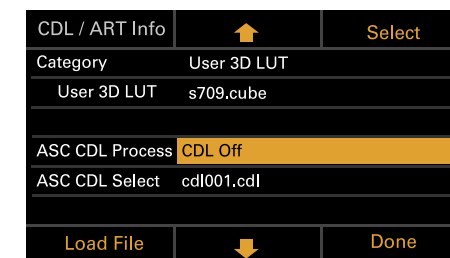 CDL / ART Info
Select
Category User 3D LUT
User 3D LUT s709.cube
ASC CDL Process CDL Off
ASC CDL Select cdl001.cdl
Load File
Done